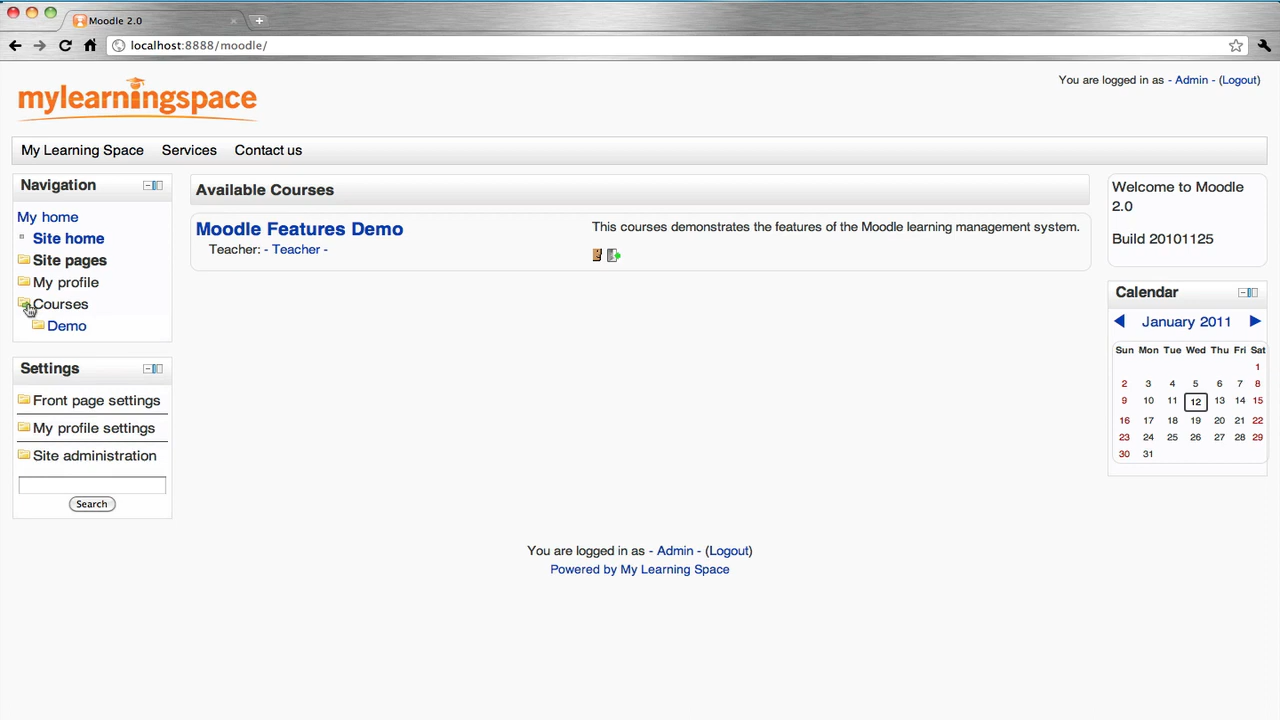 Moodle 2.0
localhost:8888/moodle/
mylearningspace
You are logged in as - Admin - (Logout)
My Learning Space Services Contact us
Navigation
My home
Site home
Site pages
My profile
Courses
Demo
Settings
Front page settings
My profile settings
Site administration
Search
Available Courses
Moodle Features Demo
Teacher: - Teacher -
This courses demonstrates the features of the Moodle learning management system.
Welcome to Moodle
2.0
Build 20101125
Calendar
January 2011
Sun Mon Tue Wed Thu Fri Sat
1
2 3 4 5 6 7 8
9 10 11 12 13 14 15
16 17 18 19 20 21 22
23 24 25 26 27 28 29
30 31
You are logged in as - Admin - (Logout)
Powered by My Learning Space